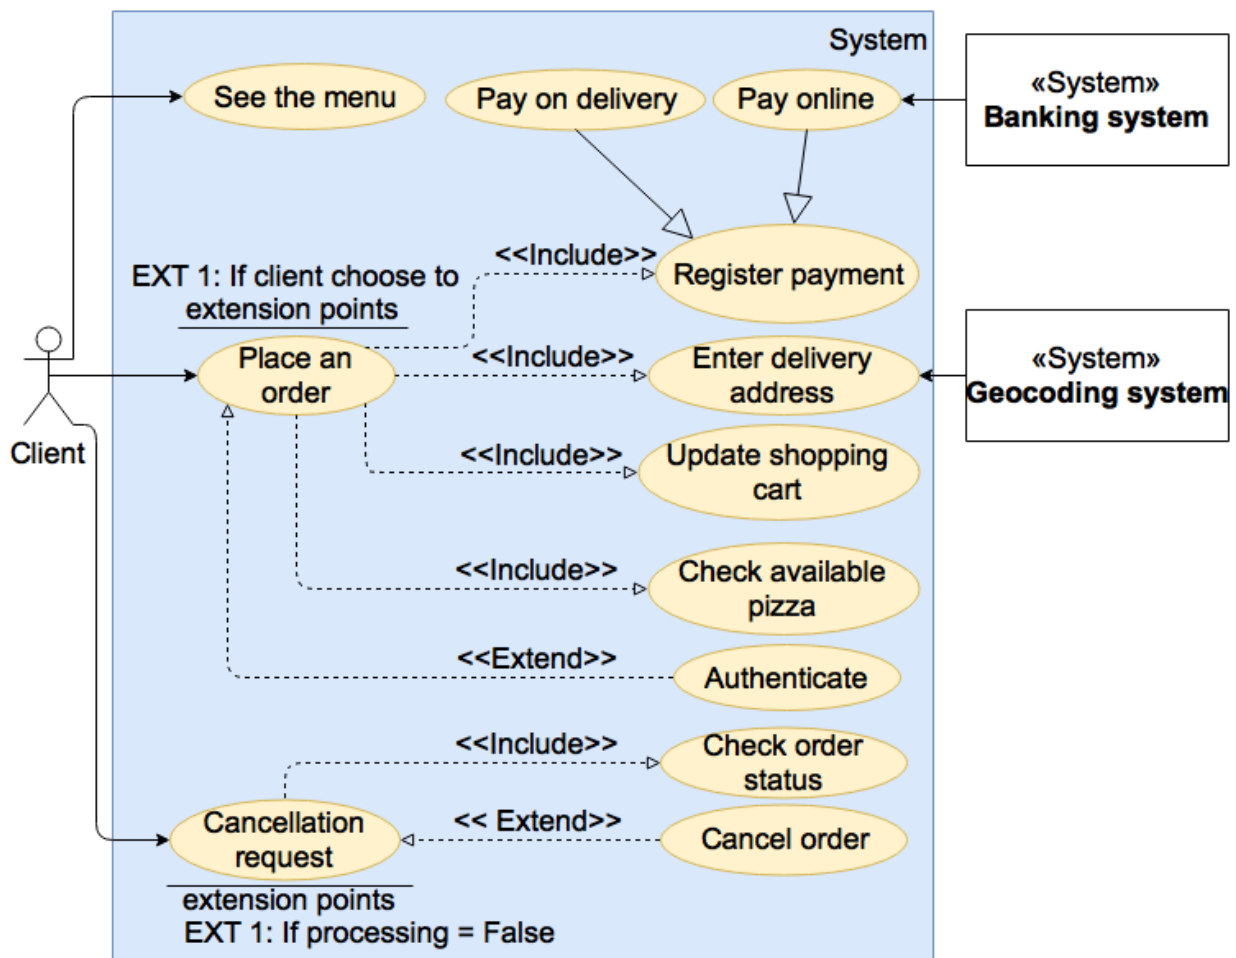 System
See the menu
Pay on delivery
Pay online
«System»
Banking system
<<Include>>
Register payment
EXT 1: If client choose to
extension points
Place an
order
<<Include>>
Enter delivery
address
«System»
Geocoding system
Client
<<Include>>
Update shopping
cart
<<Include>>
Check available
pizza
<<Extend>>
Authenticate
<<Include>>
Check order
status
Cancellation
request
<< Extend>>
Cancel order
extension points
EXT 1: If processing = False